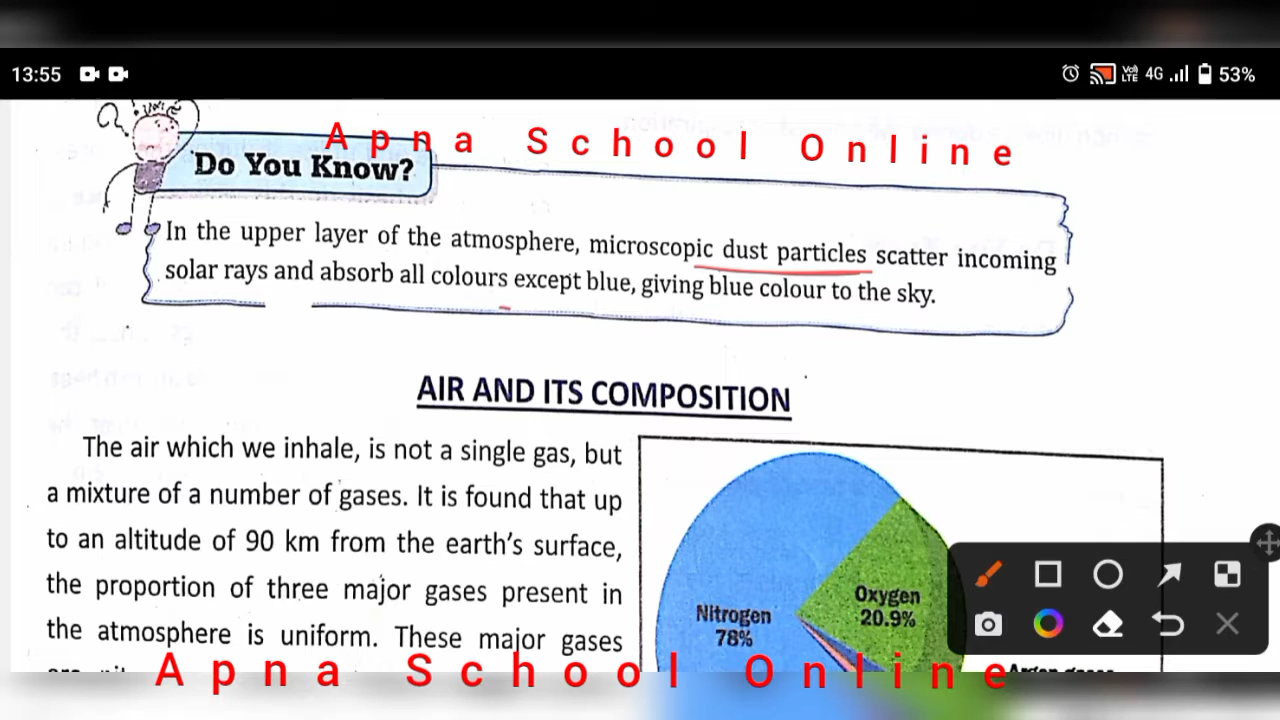 13:55
VoD LTE 4G 53%
Apna School Online
Do You Know?
In the upper layer of the atmosphere, microscopic dust particles scatter incoming
solar rays and absorb all colours except blue, giving blue colour to the sky.
AIR AND ITS COMPOSITION
The air which we inhale, is not a single gas, but
a mixture of a number of gases. It is found that up
to an altitude of 90 km from the earth's surface,
the proportion of three major gases present in
the atmosphere is uniform. These major gases
Nitrogen
78%
Oxygen
20.9%
Apna School Online